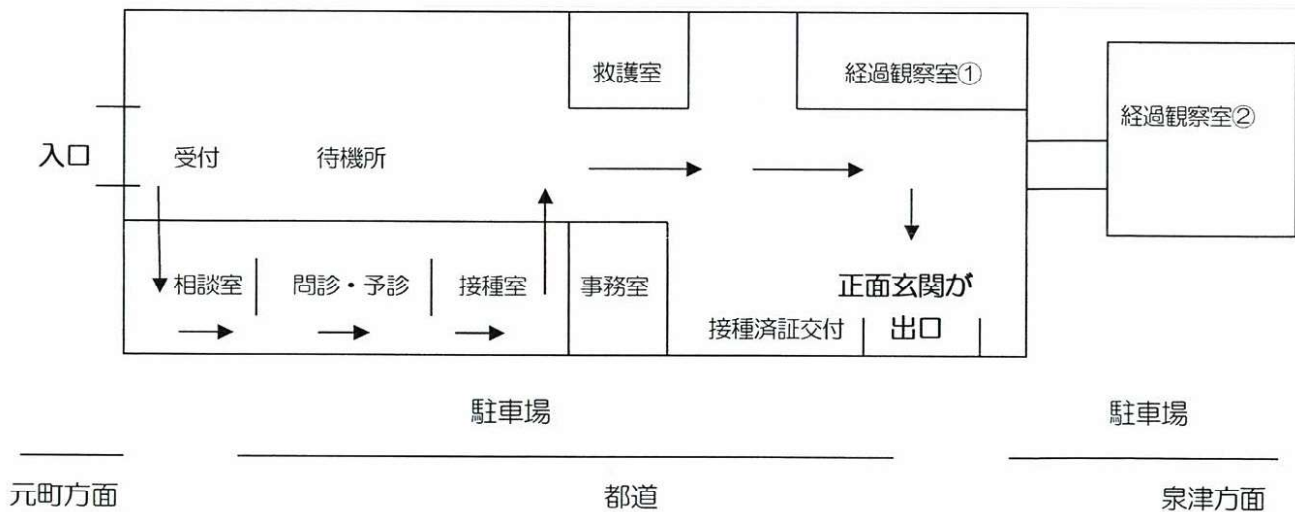 救護室
経過観察室①
経過観察室②
入口
受付
待機所
相談室
問診・予診
接種室
事務室
正面玄関が
出口
接種済証交付
駐車場
駐車場
元町方面
都道
泉津方面